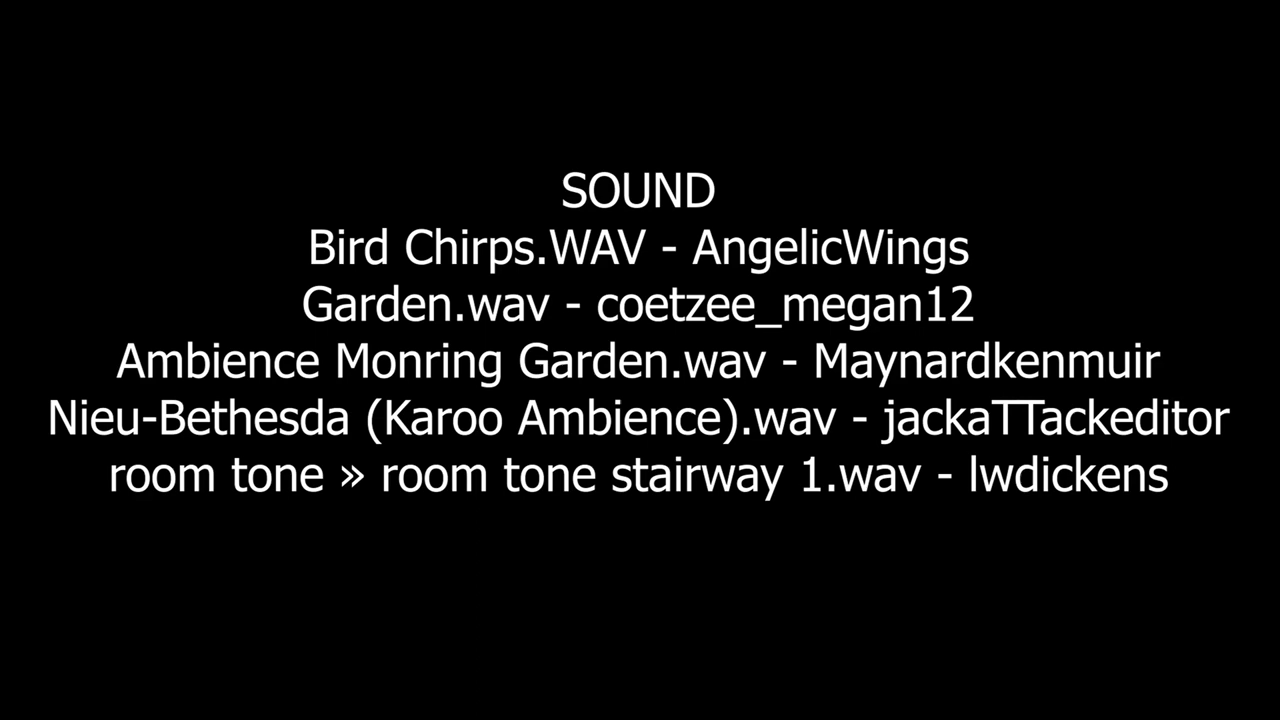 SOUND
Bird Chirps.WAV - AngelicWings
Garden.wav - coetzee_megan12
Ambience Monring Garden.wav - Maynardkenmuir
Nieu-Bethesda (Karoo Ambience).wav - jackaTTackeditor
room tone » room tone stairway 1.wav - lwdickens